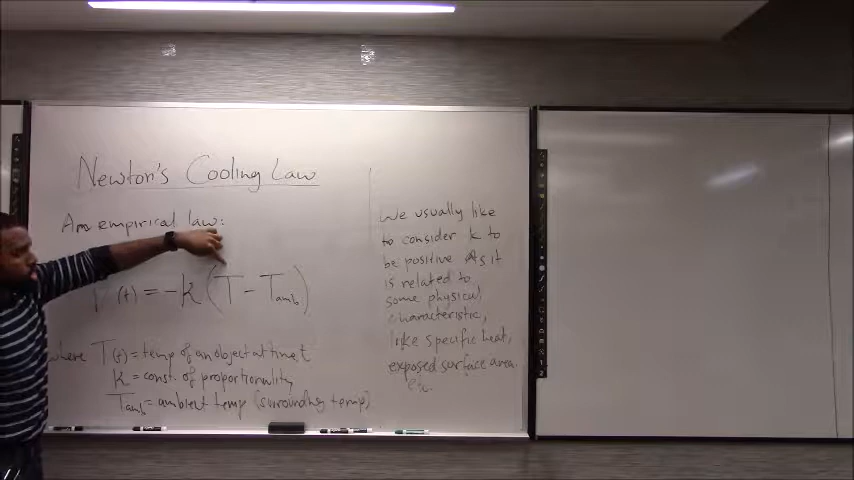 Newton's Cooling Law
An empirical law:
(t) = -k (T - Tamb)
where T(t) = temp of an object at time t
k = const. of proportionality
Tamb = ambient temp (surrounding temp)
We usually like
to consider k to
be positive As it
is related to
some physical
characteristic,
like specific heat,
exposed surface area.